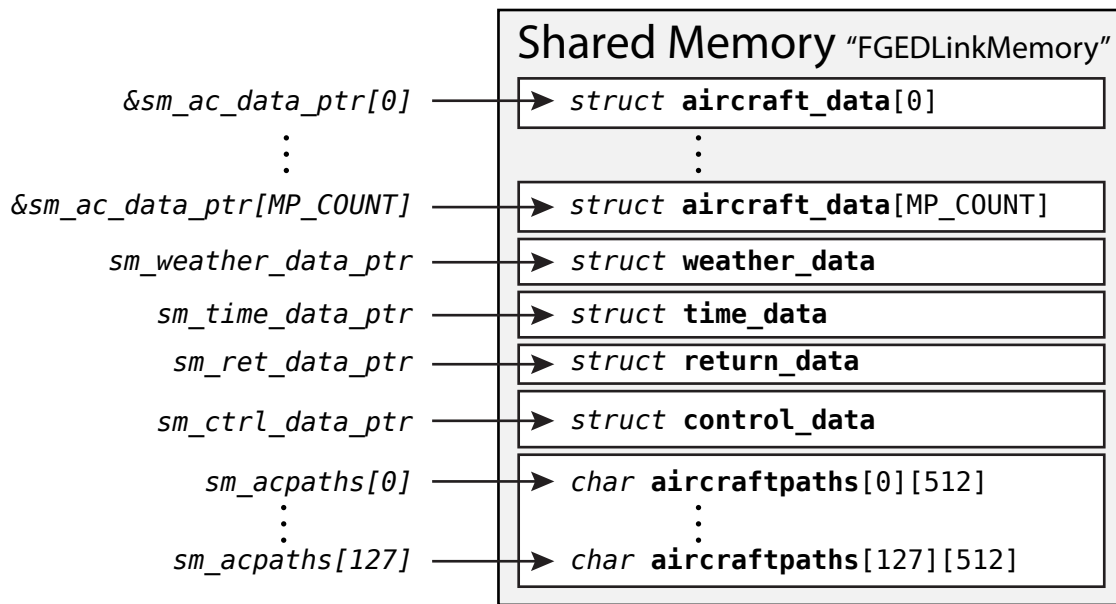 Shared Memory “FGEDLinkMemory”
&sm_ac_data_ptr[0] struct aircraft_data[0]
&sm_ac_data_ptr[MP_COUNT] struct aircraft_data[MP_COUNT]
sm_weather_data_ptr struct weather_data
sm_time_data_ptr struct time_data
sm_ret_data_ptr struct return_data
sm_ctrl_data_ptr struct control_data
sm_acpaths[0] char aircraftpaths[0][512]
sm_acpaths[127] char aircraftpaths[127][512]